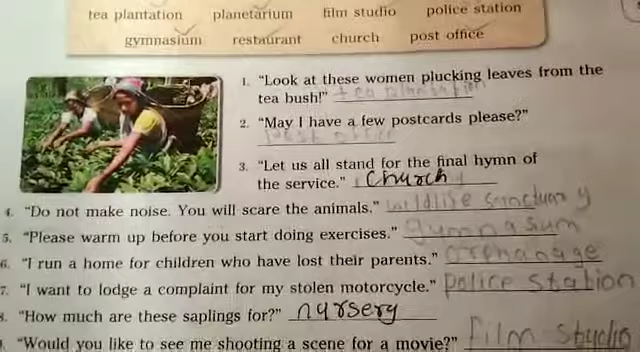 tea plantation planetarium film studio police station
gymnasium restaurant church post office
1. "Look at these women plucking leaves from the
tea bush!" tea plantation
2. "May I have a few postcards please?"
post office
3. "Let us all stand for the final hymn of
the service." Church
4. "Do not make noise. You will scare the animals." wildlise sanctuary
5. "Please warm up before you start doing exercises." gymnasium
6. "I run a home for children who have lost their parents." orphanage
7. "I want to lodge a complaint for my stolen motorcycle." police station
8. "How much are these saplings for?" nursery
"Would you like to see me shooting a scene for a movie?" film studio